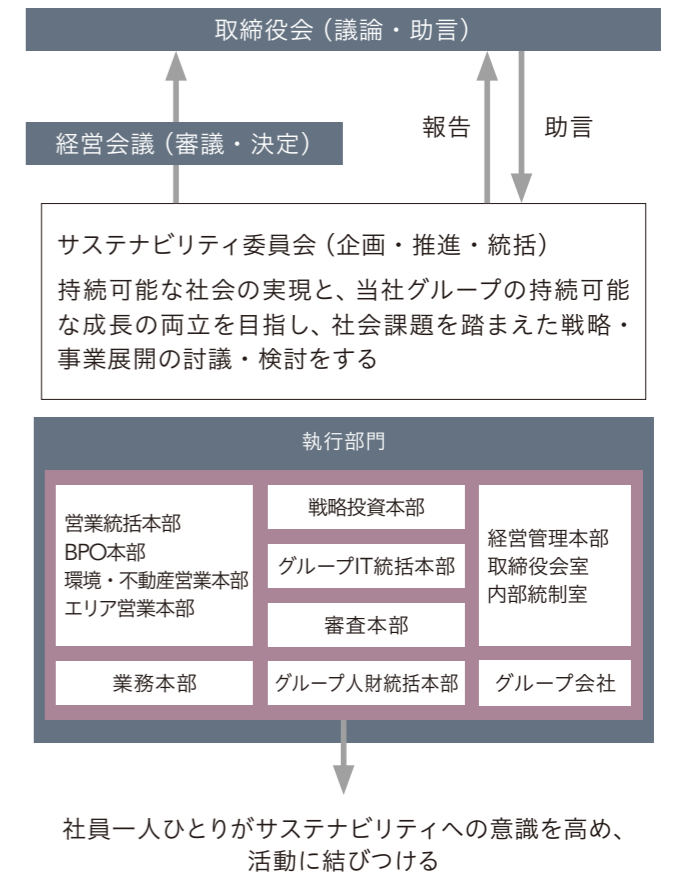 取締役会（議論・助言）
経営会議（審議・決定）
報告
助言
サステナビリティ委員会（企画・推進・統括）
持続可能な社会の実現と、当社グループの持続可能
な成長の両立を目指し、社会課題を踏まえた戦略・
事業展開の討議・検討をする
執行部門
営業統括本部
BPO本部
環境・不動産営業本部
エリア営業本部
戦略投資本部
グループIT統括本部
審査本部
経営管理本部
取締役会室
内部統制室
業務本部
グループ人財統括本部
グループ会社
社員一人ひとりがサステナビリティへの意識を高め、
活動に結びつける